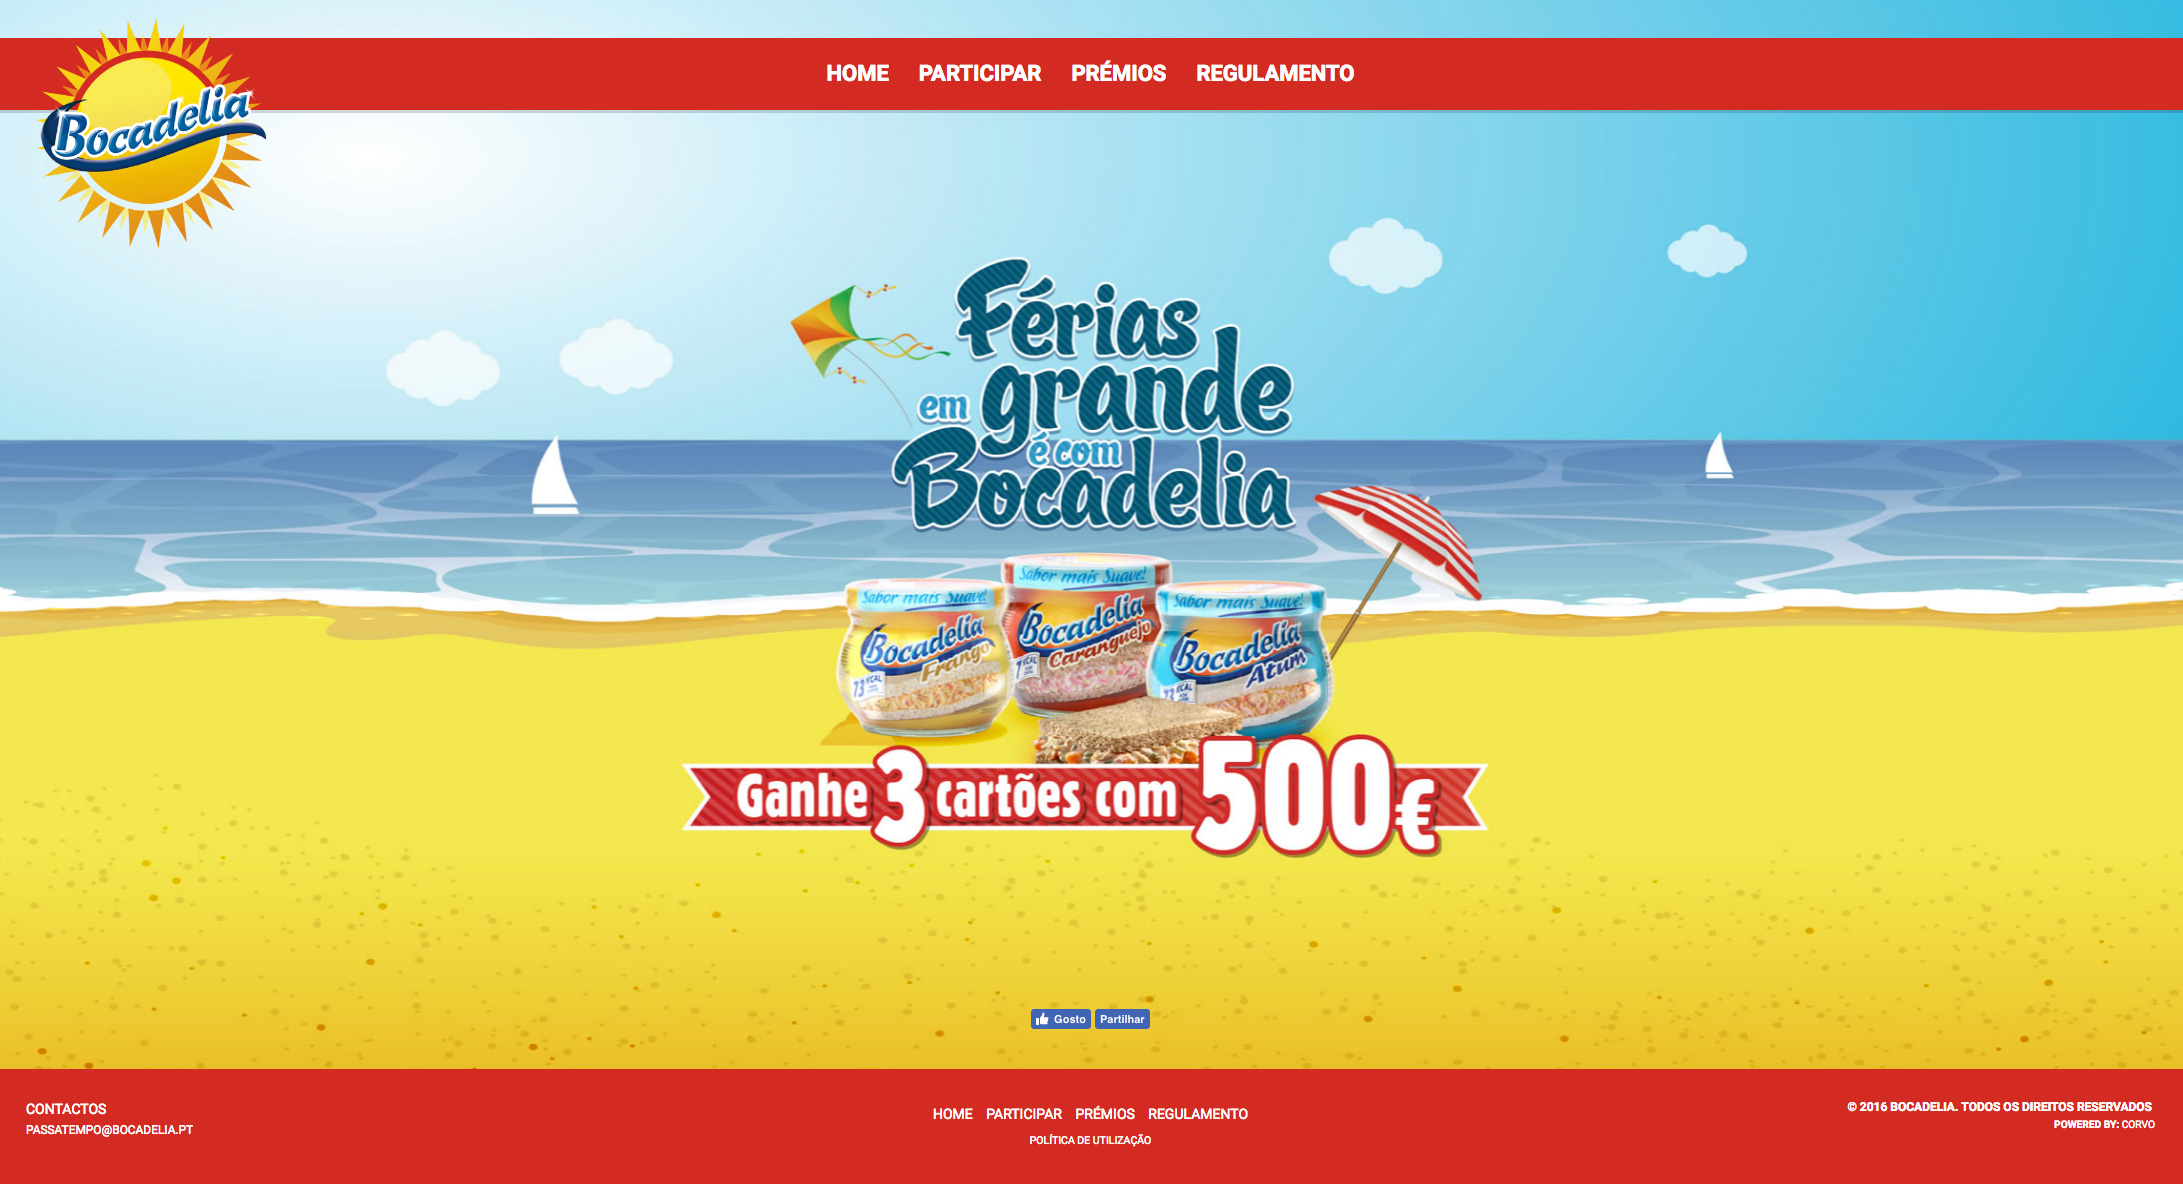 Bocadelia
HOME PARTICIPAR PRÉMIOS REGULAMENTO
Férias
em grande
é com
Bocadelia
Sabor mais Suave!
Bocadelia
Frango
73 KCAL
Sabor mais Suave!
Bocadelia
Caranguejo
KCAL
Sabor mais Suave!
Bocadelia
Atum
73 KCAL
Ganhe 3 cartões com 500€
Gosto Partilhar
CONTACTOS
PASSATEMPO@BOCADELIA.PT
HOME PARTICIPAR PRÉMIOS REGULAMENTO
POLÍTICA DE UTILIZAÇÃO
© 2016 BOCADELIA. TODOS OS DIREITOS RESERVADOS
POWERED BY: CORVO